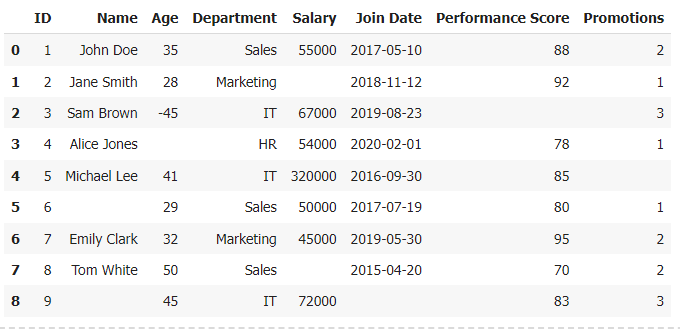 ID Name Age Department Salary Join Date Performance Score Promotions
0 1 John Doe 35 Sales 55000 2017-05-10 88 2
1 2 Jane Smith 28 Marketing 2018-11-12 92 1
2 3 Sam Brown -45 IT 67000 2019-08-23 3
3 4 Alice Jones HR 54000 2020-02-01 78 1
4 5 Michael Lee 41 IT 320000 2016-09-30 85
5 6 29 Sales 50000 2017-07-19 80 1
6 7 Emily Clark 32 Marketing 45000 2019-05-30 95 2
7 8 Tom White 50 Sales 2015-04-20 70 2
8 9 45 IT 72000 83 3